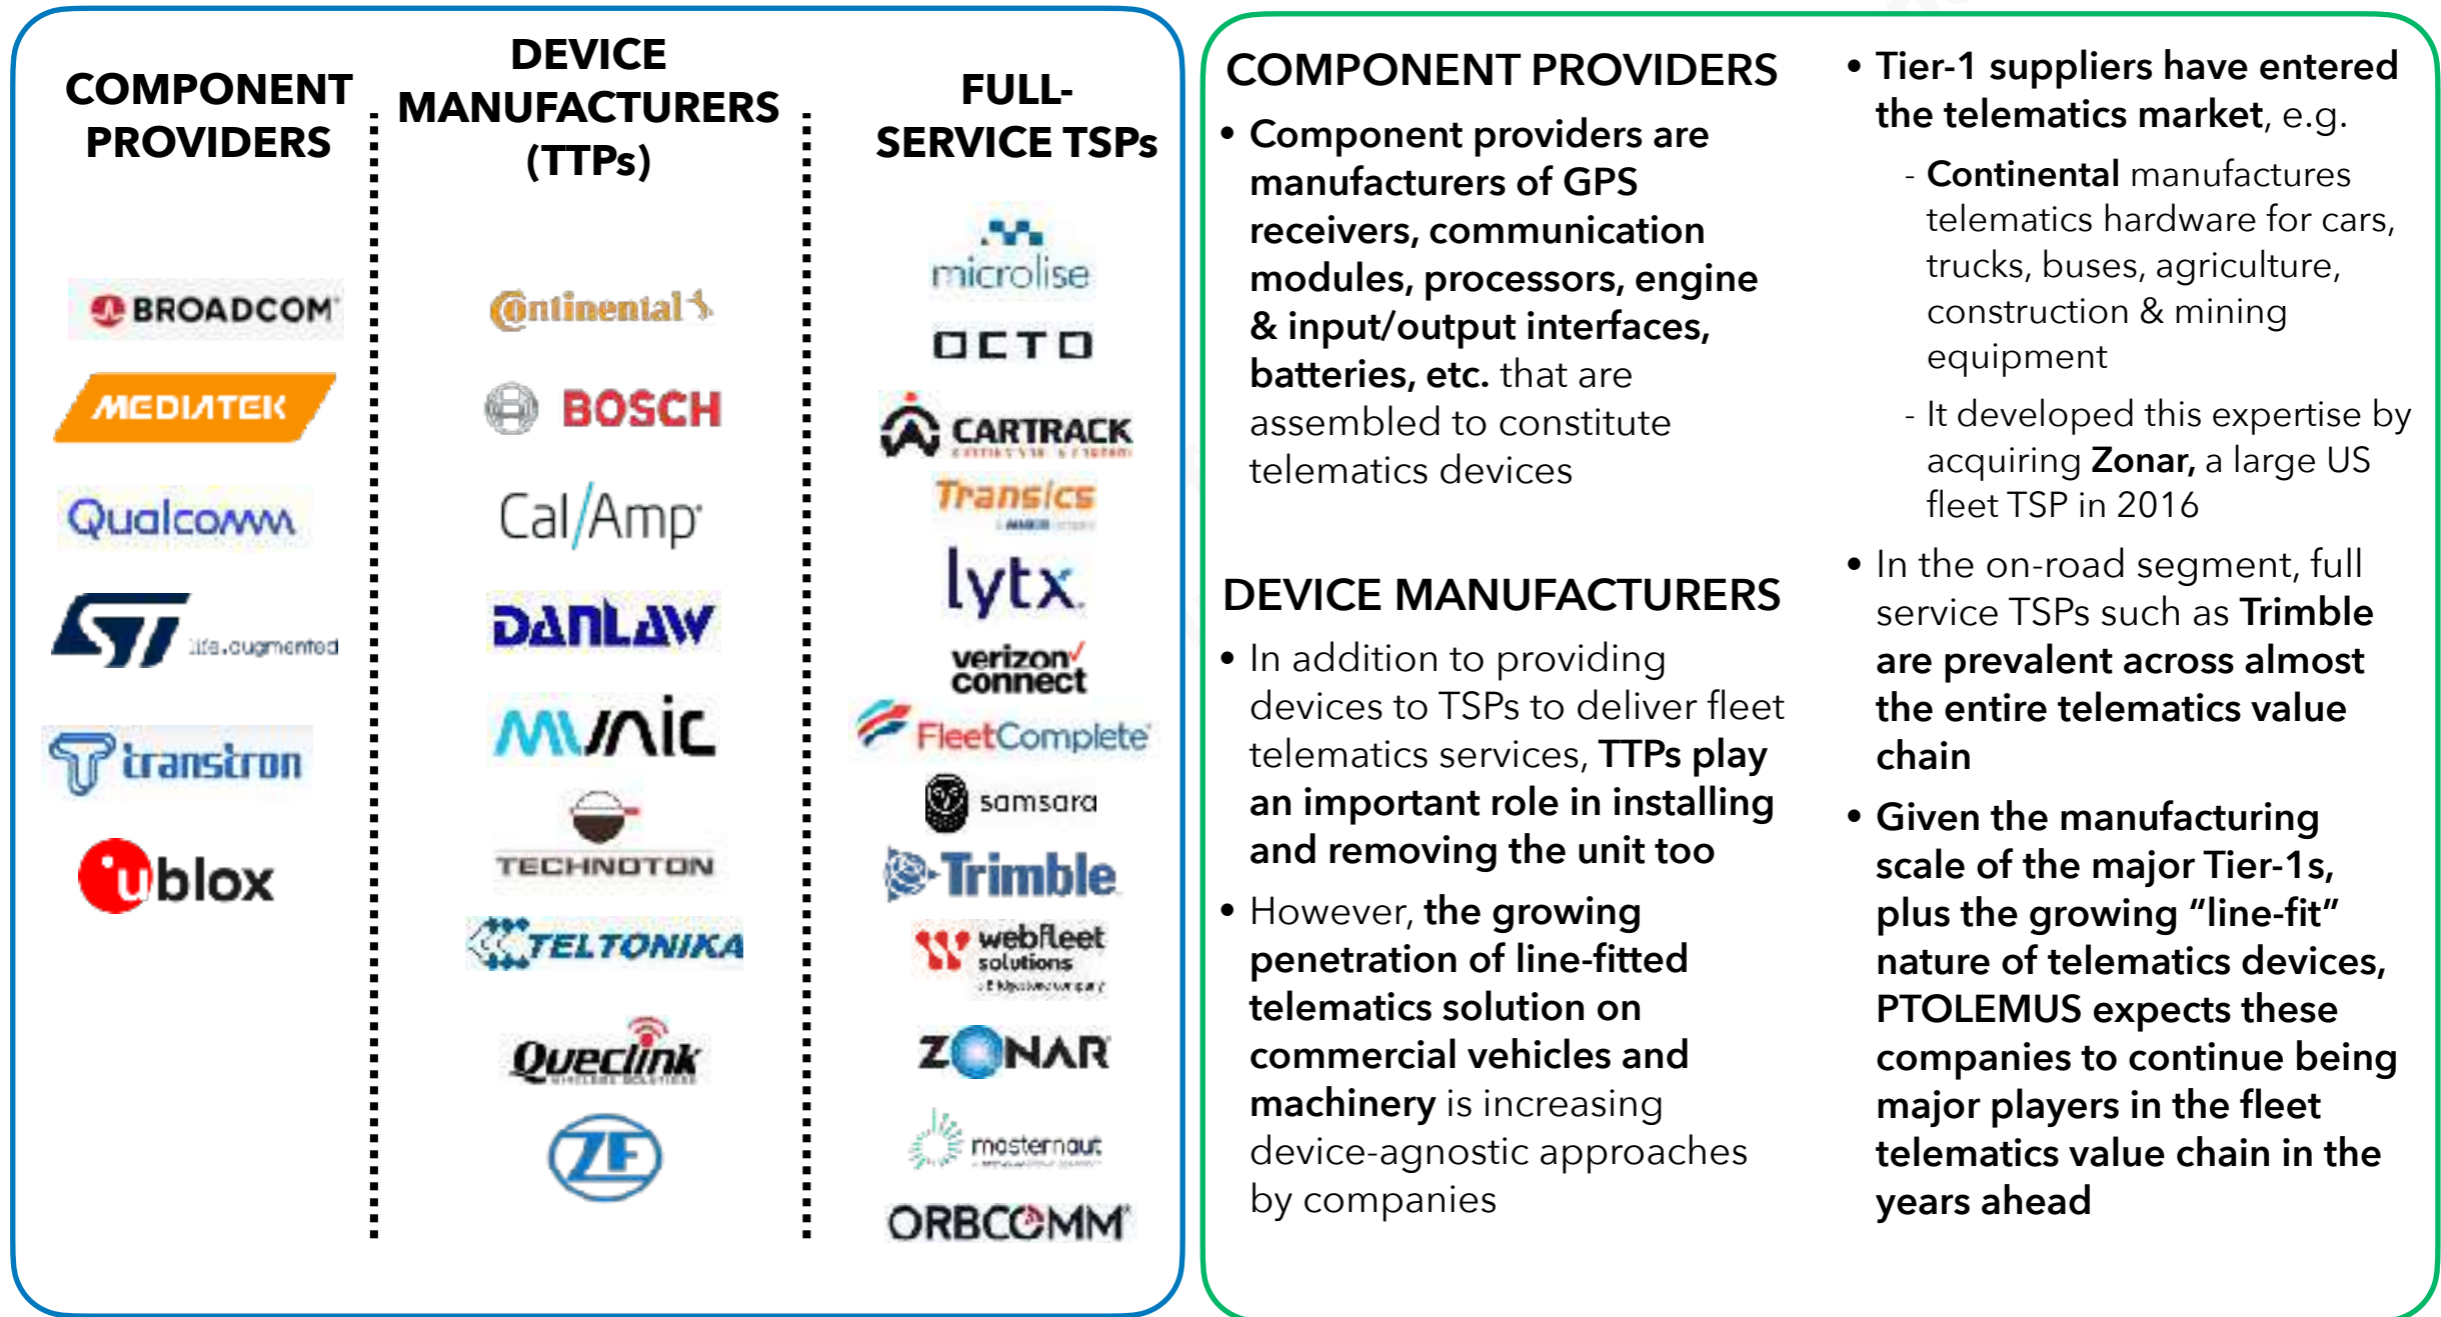 COMPONENT
PROVIDERS
BROADCOM
MEDIATEK
Qualcomm
ST life.augmented
transtron
ublox
DEVICE
MANUFACTURERS
(TTPs)
Continental
BOSCH
Cal/Amp
DANLAW
MUNIC
TECHNOTON
TELTONIKA
Queclink
WIRELESS SOLUTIONS
ZF
FULL-
SERVICE TSPs
microlise
OCTO
CARTRACK
Transics
lytx
verizon
connect
FleetComplete
samsara
Trimble
webfleet
solutions
a Bridgestone company
ZONAR
masternaut
ORBCOMM
COMPONENT PROVIDERS
• Component providers are
manufacturers of GPS
receivers, communication
modules, processors, engine
& input/output interfaces,
batteries, etc. that are
assembled to constitute
telematics devices
DEVICE MANUFACTURERS
• In addition to providing
devices to TSPs to deliver fleet
telematics services, TTPs play
an important role in installing
and removing the unit too
• However, the growing
penetration of line-fitted
telematics solution on
commercial vehicles and
machinery is increasing
device-agnostic approaches
by companies
• Tier-1 suppliers have entered
the telematics market, e.g.
- Continental manufactures
telematics hardware for cars,
trucks, buses, agriculture,
construction & mining
equipment
- It developed this expertise by
acquiring Zonar, a large US
fleet TSP in 2016
• In the on-road segment, full
service TSPs such as Trimble
are prevalent across almost
the entire telematics value
chain
• Given the manufacturing
scale of the major Tier-1s,
plus the growing “line-fit”
nature of telematics devices,
PTOLEMUS expects these
companies to continue being
major players in the fleet
telematics value chain in the
years ahead